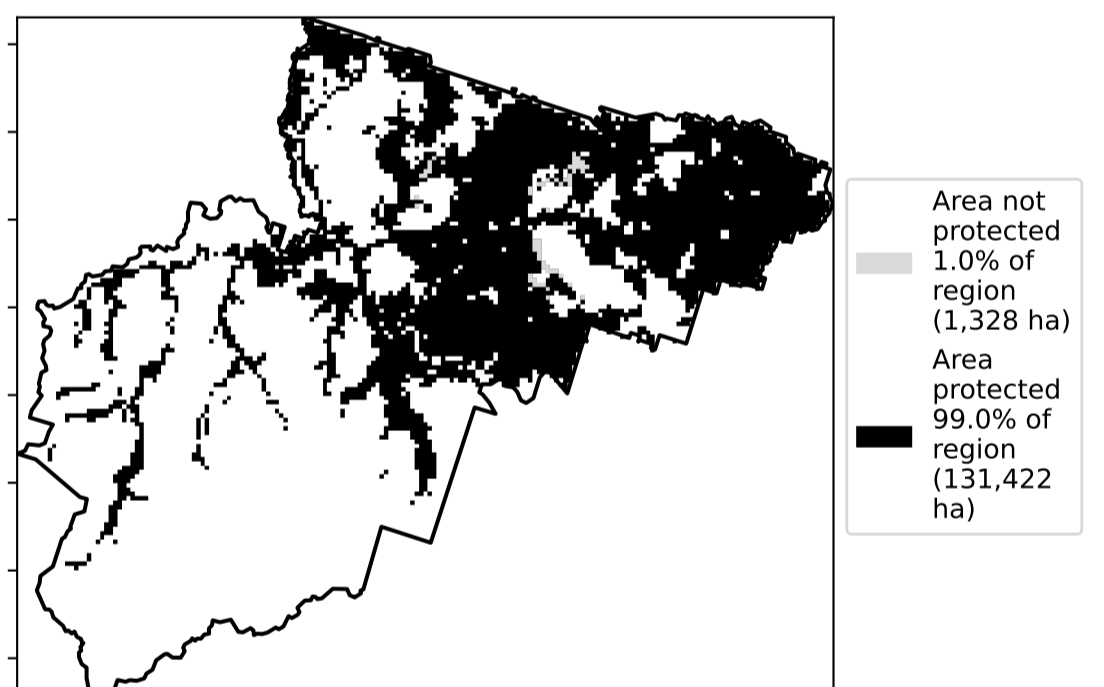 Area not
protected
1.0% of
region
(1,328 ha)
Area
protected
99.0% of
region
(131,422
ha)